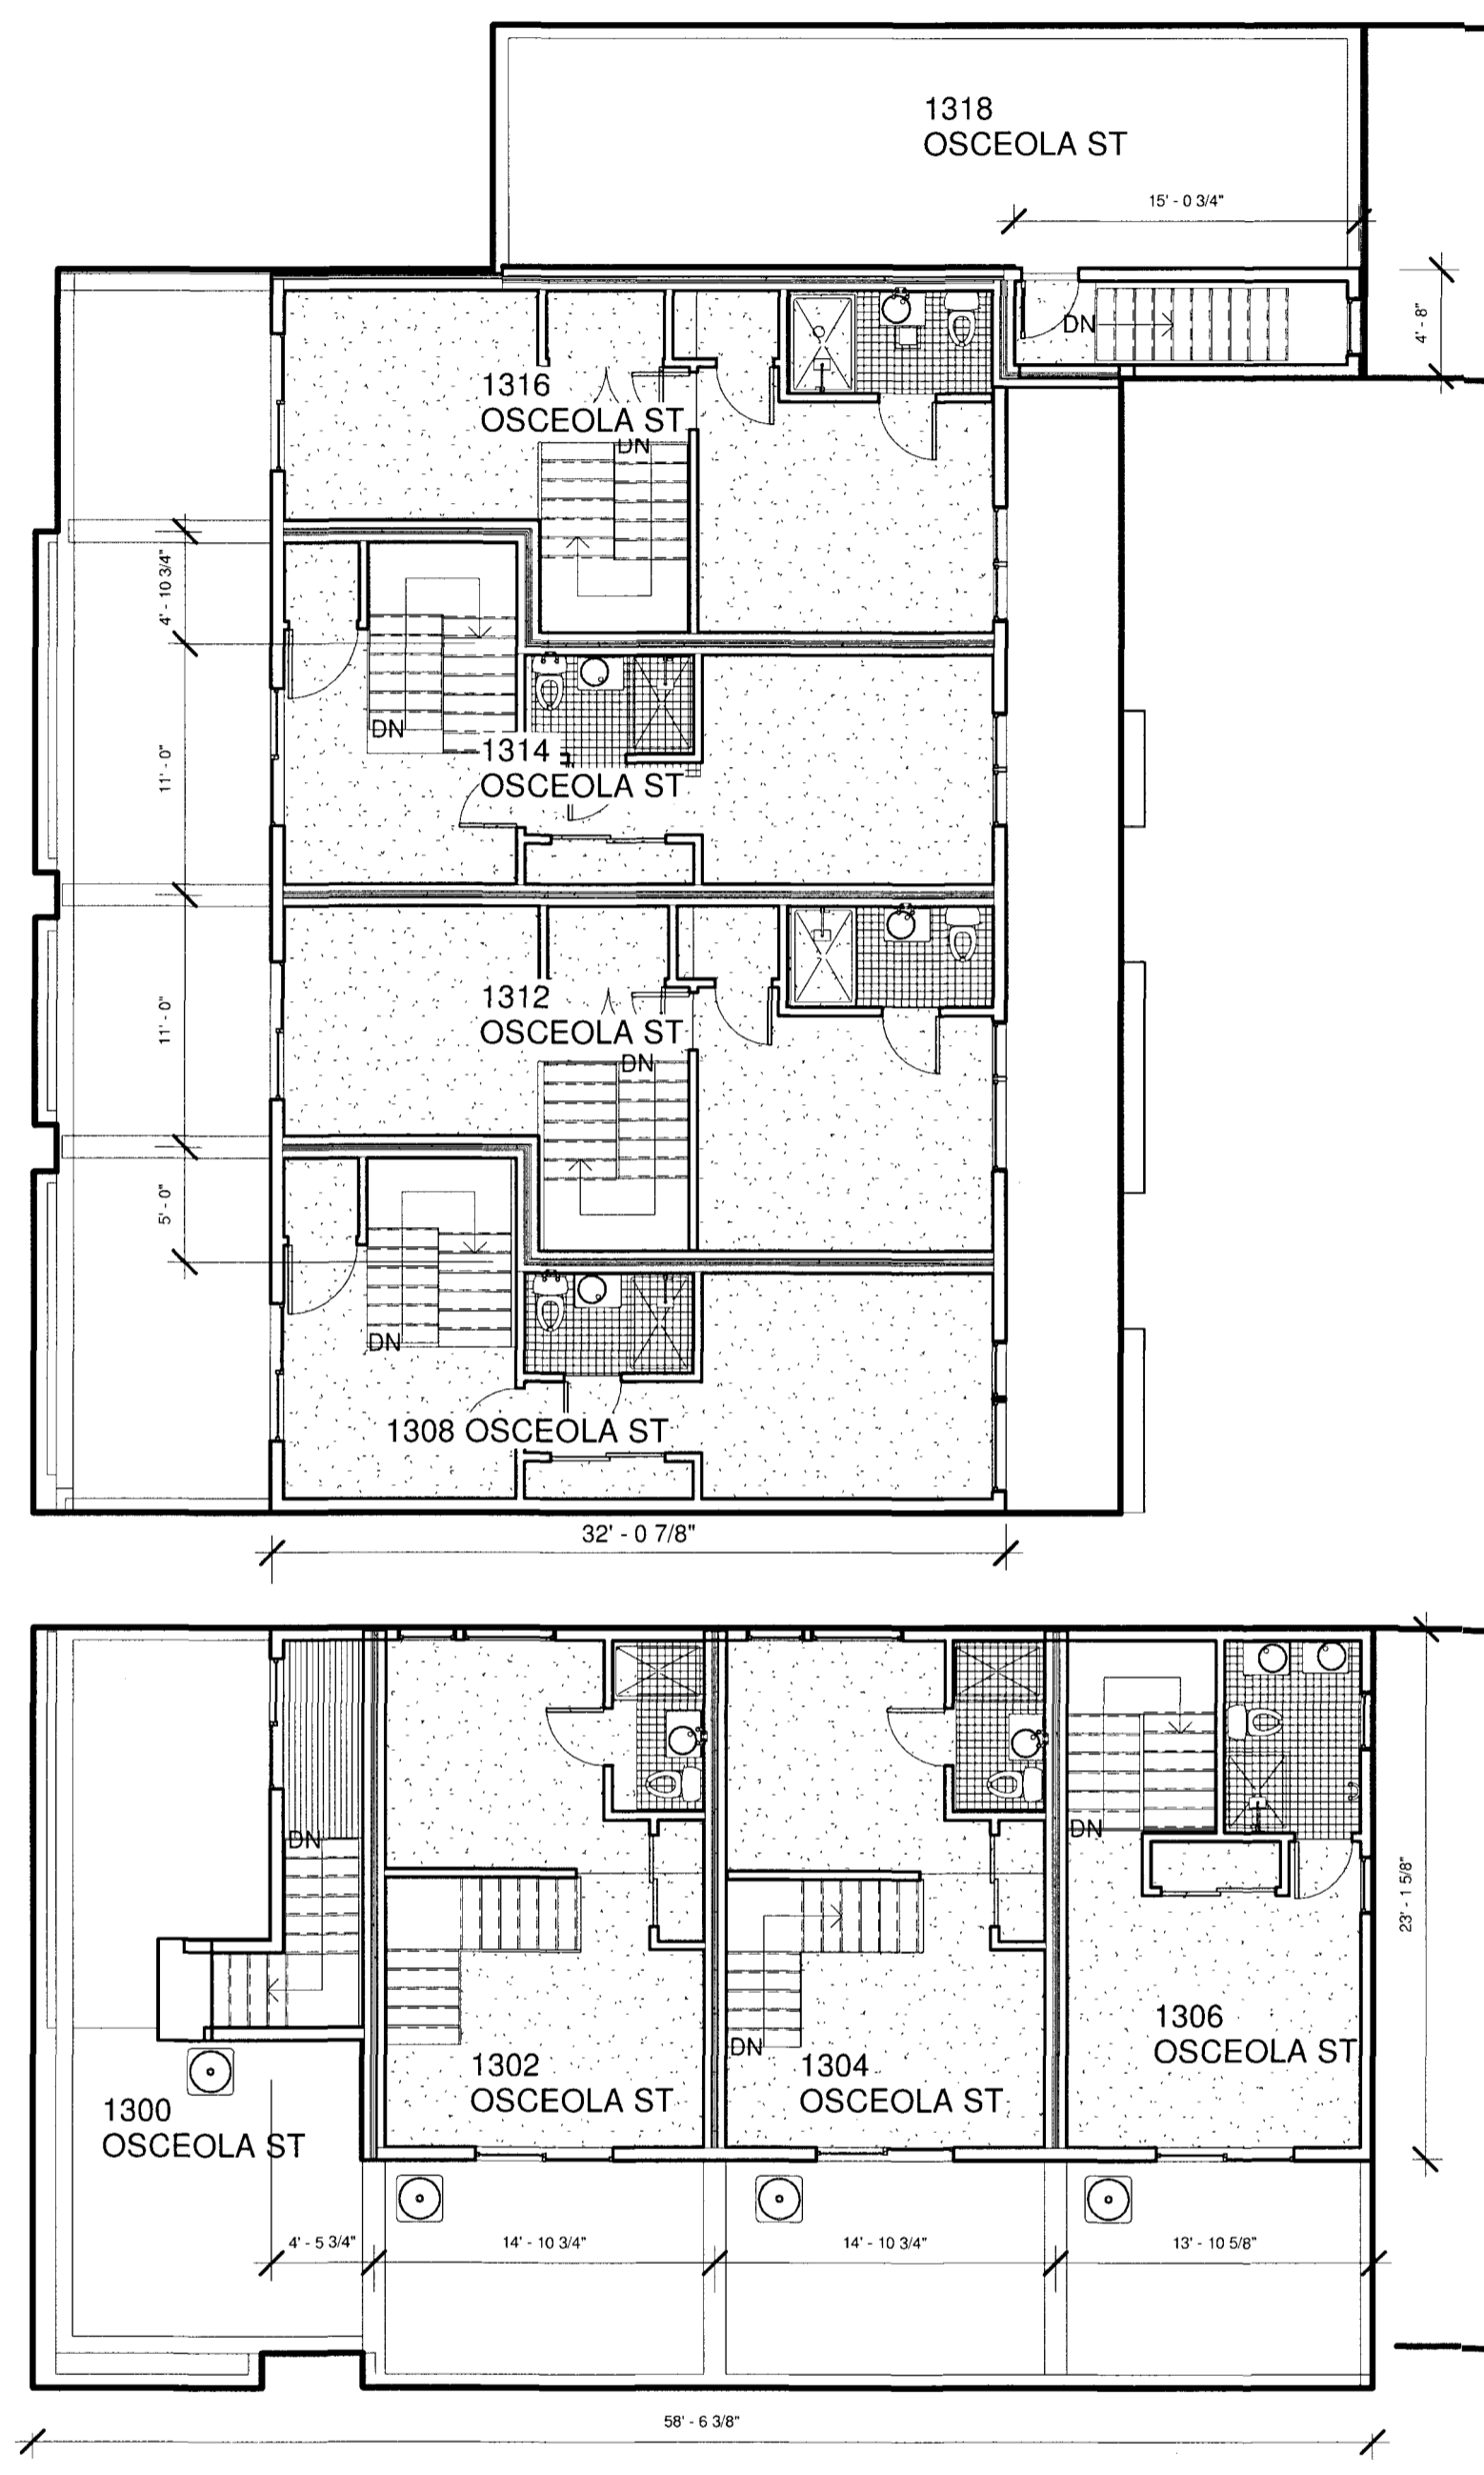 1318
OSCEOLA ST
15' - 0 3/4"
4' - 8"
DN
1316
OSCEOLA ST
DN
4' - 10 3/4"
DN
1314
OSCEOLA ST
11' - 0"
1312
OSCEOLA ST
11' - 0"
DN
5' - 0"
DN
1308 OSCEOLA ST
32' - 0 7/8"
DN
DN
23' - 1 5/8"
1306
OSCEOLA ST
DN
1302
OSCEOLA ST
1304
OSCEOLA ST
1300
OSCEOLA ST
4' - 5 3/4"
14' - 10 3/4"
14' - 10 3/4"
13' - 10 5/8"
58' - 6 3/8"